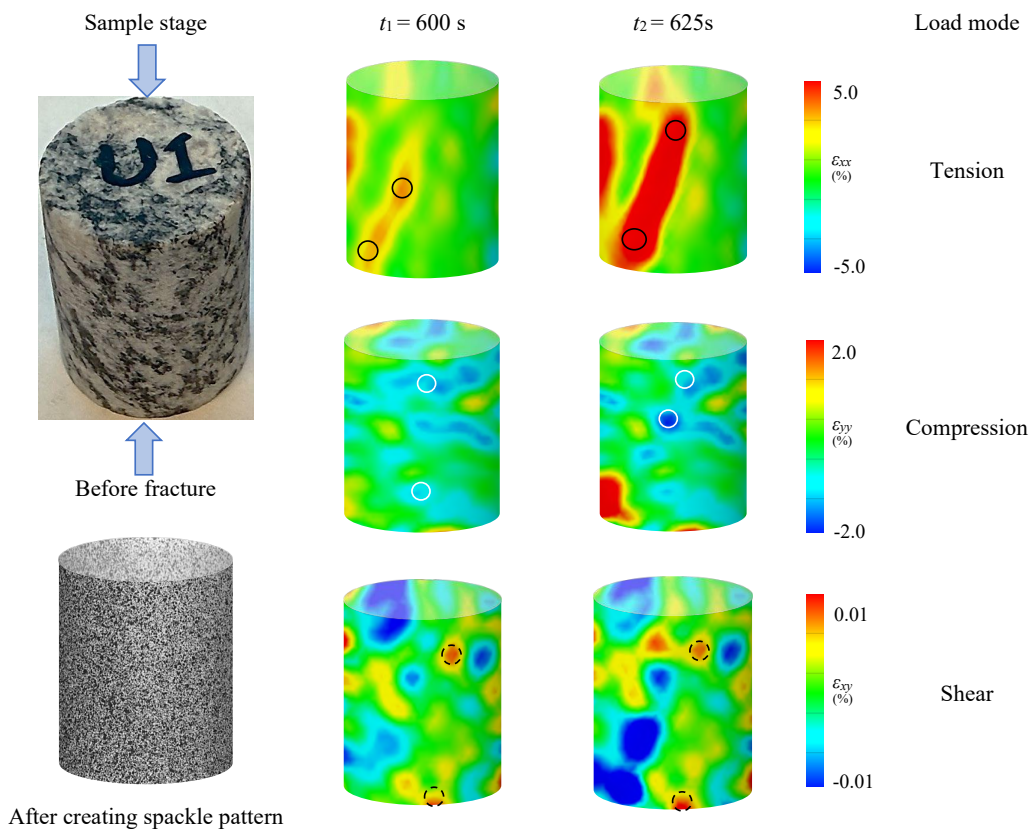 Sample stage
t₁ = 600 s
t₂ = 625s
Load mode
UI
5.0
εxx
(%)
-5.0
Tension
2.0
εyy
(%)
-2.0
Compression
Before fracture
0.01
εxy
(%)
-0.01
Shear
After creating spackle pattern